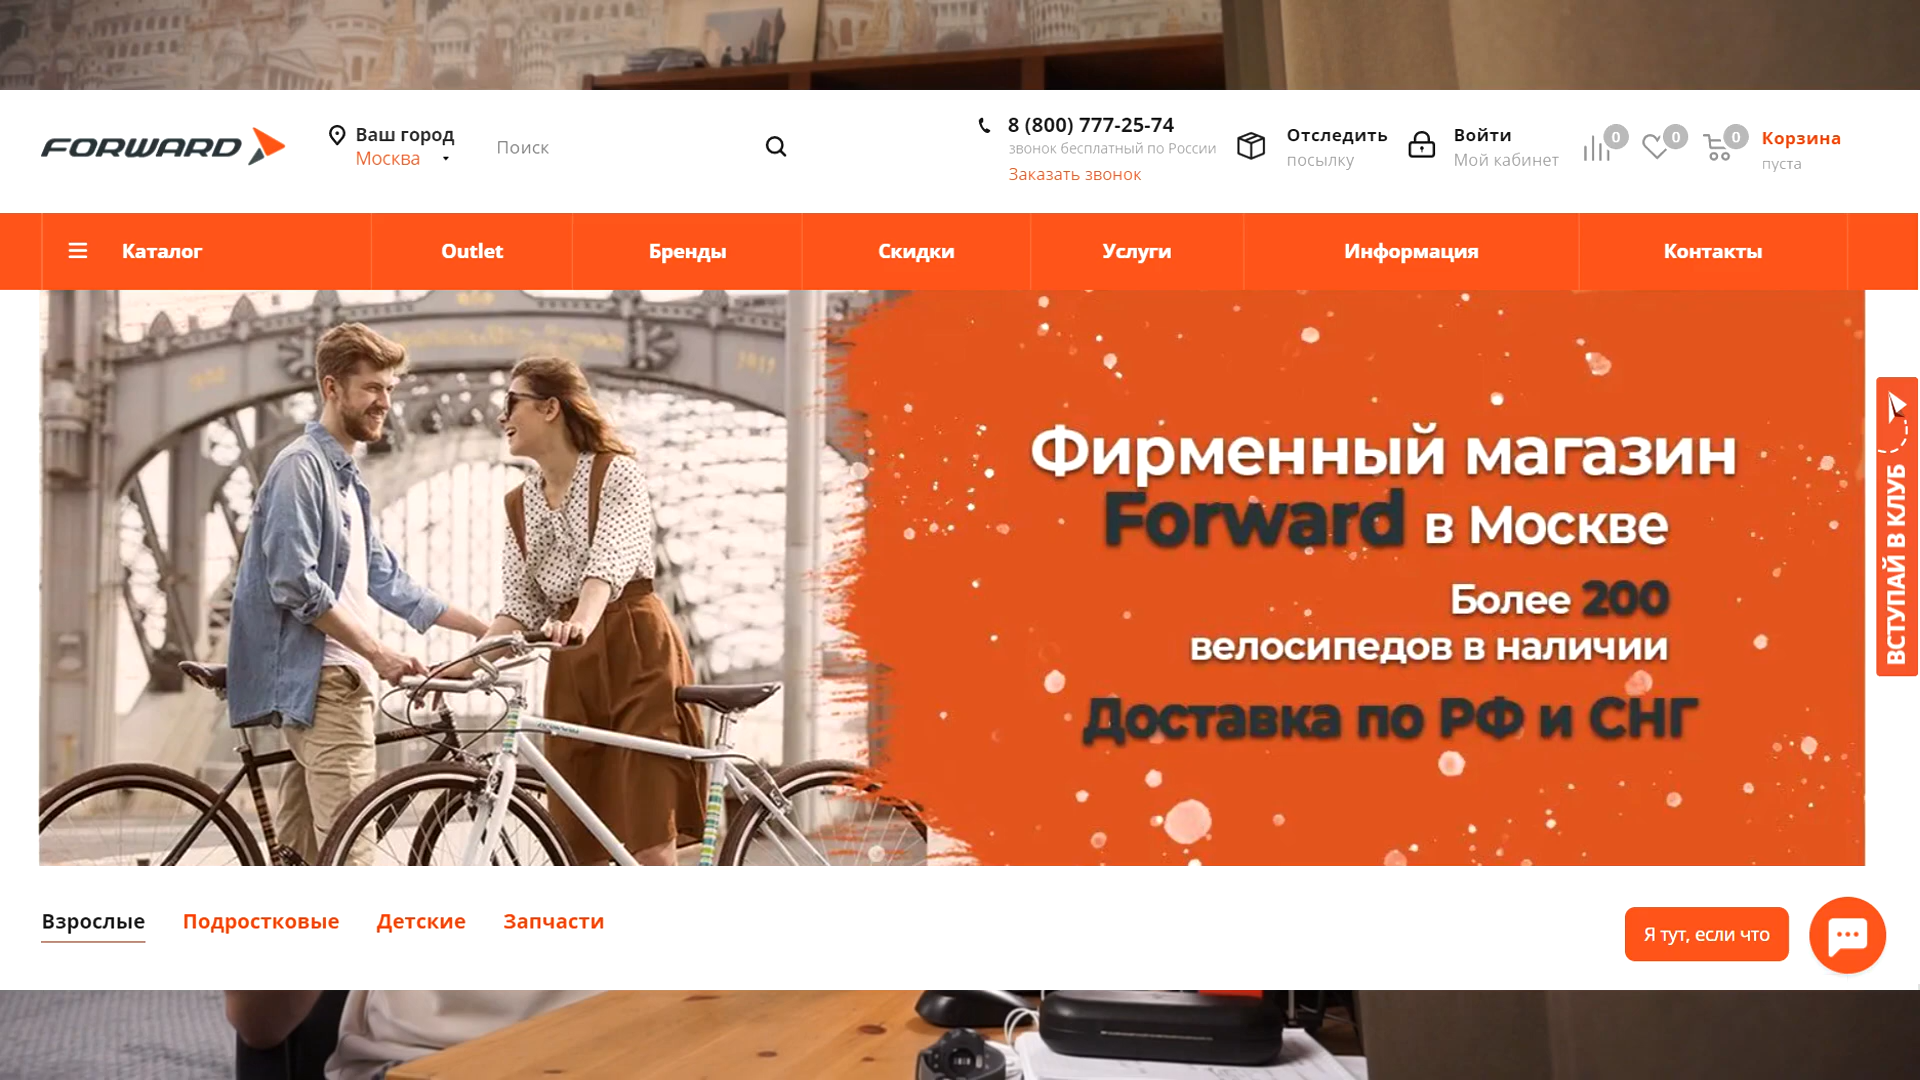 FORWARD
Ваш город
Москва
Поиск
8 (800) 777-25-74
звонок бесплатный по России
Заказать звонок
Отследить
посылку
Войти
Мой кабинет
0
0
0
Корзина
пуста
Каталог
Outlet
Бренды
Скидки
Услуги
Информация
Контакты
1917
Фирменный магазин
Forward в Москве
Более 200
велосипедов в наличии
Доставка по РФ и СНГ
ВСТУПАЙ В КЛУБ
Взрослые
Подростковые
Детские
Запчасти
Я тут, если что